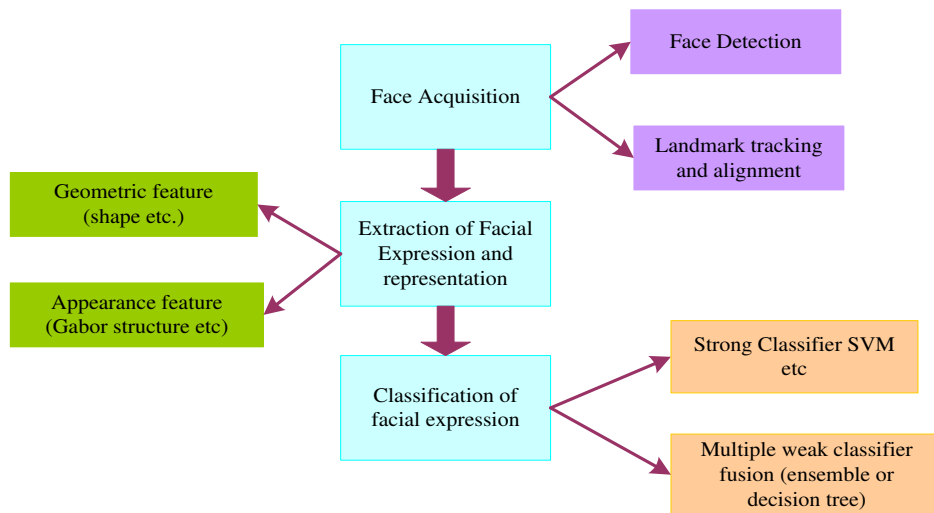 Face Acquisition
Face Detection
Landmark tracking
and alignment
Geometric feature
(shape etc.)
Extraction of Facial
Expression and
representation
Appearance feature
(Gabor structure etc)
Classification of
facial expression
Strong Classifier SVM
etc
Multiple weak classifier
fusion (ensemble or
decision tree)